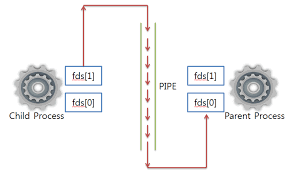 fds[1]
fds[0]
Child Process
PIPE
fds[1]
fds[0]
Parent Process